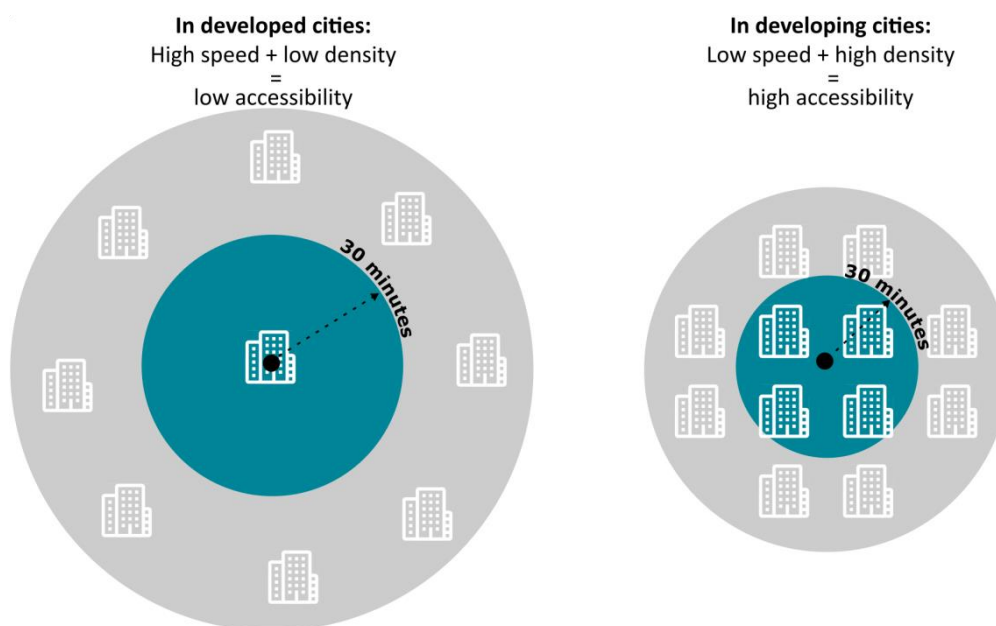 In developed cities:
High speed + low density
=
low accessibility
30 minutes
In developing cities:
Low speed + high density
=
high accessibility
30 minutes